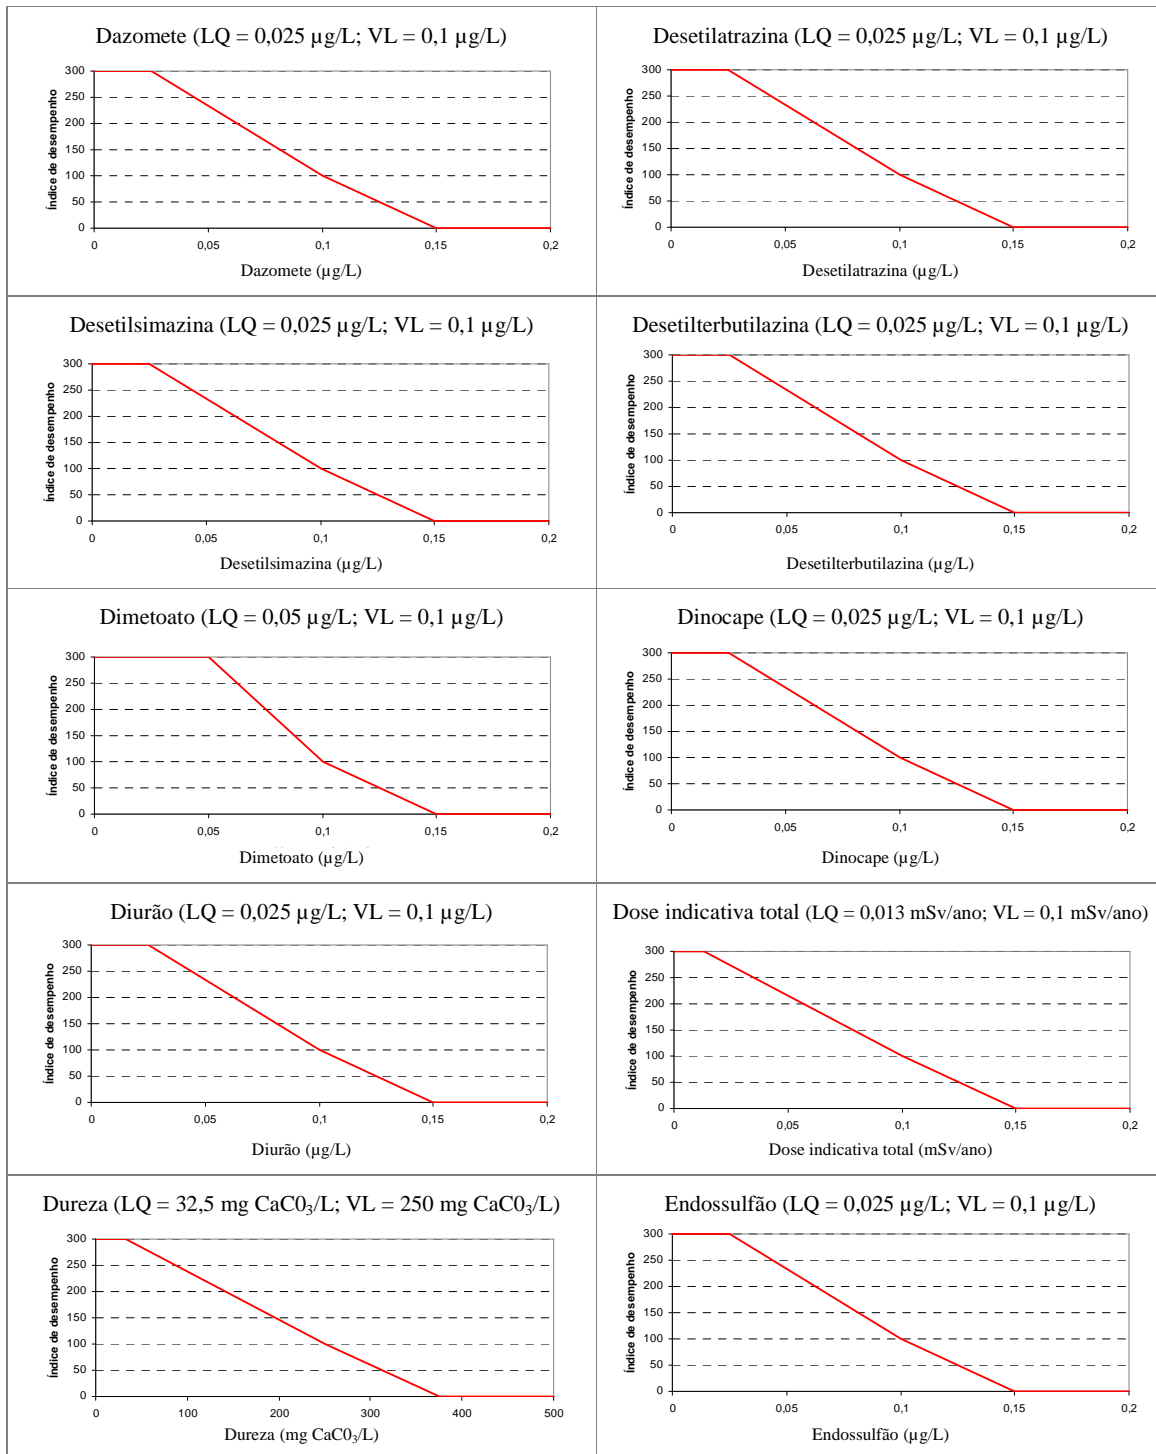 Dazomete (LQ = 0,025 µg/L; VL = 0,1 µg/L)
Índice de desempenho
300
250
200
150
100
50
0
0 0,05 0,1 0,15 0,2
Dazomete (µg/L)
Desetilatrazina (LQ = 0,025 µg/L; VL = 0,1 µg/L)
Índice de desempenho
300
250
200
150
100
50
0
0 0,05 0,1 0,15 0,2
Desetilatrazina (µg/L)
Desetilsimazina (LQ = 0,025 µg/L; VL = 0,1 µg/L)
Índice de desempenho
300
250
200
150
100
50
0
0 0,05 0,1 0,15 0,2
Desetilsimazina (µg/L)
Desetilterbutilazina (LQ = 0,025 µg/L; VL = 0,1 µg/L)
Índice de desempenho
300
250
200
150
100
50
0
0 0,05 0,1 0,15 0,2
Desetilterbutilazina (µg/L)
Dimetoato (LQ = 0,05 µg/L; VL = 0,1 µg/L)
Índice de desempenho
300
250
200
150
100
50
0
0 0,05 0,1 0,15 0,2
Dimetoato (µg/L)
Dinocape (LQ = 0,025 µg/L; VL = 0,1 µg/L)
Índice de desempenho
300
250
200
150
100
50
0
0 0,05 0,1 0,15 0,2
Dinocape (µg/L)
Diurão (LQ = 0,025 µg/L; VL = 0,1 µg/L)
Índice de desempenho
300
250
200
150
100
50
0
0 0,05 0,1 0,15 0,2
Diurão (µg/L)
Dose indicativa total (LQ = 0,013 mSv/ano; VL = 0,1 mSv/ano)
Índice de desempenho
300
250
200
150
100
50
0
0 0,05 0,1 0,15 0,2
Dose indicativa total (mSv/ano)
Dureza (LQ = 32,5 mg CaC0₃/L; VL = 250 mg CaC0₃/L)
Índice de desempenho
300
250
200
150
100
50
0
0 100 200 300 400 500
Dureza (mg CaC0₃/L)
Endossulfão (LQ = 0,025 µg/L; VL = 0,1 µg/L)
Índice de desempenho
300
250
200
150
100
50
0
0 0,05 0,1 0,15 0,2
Endossulfão (µg/L)